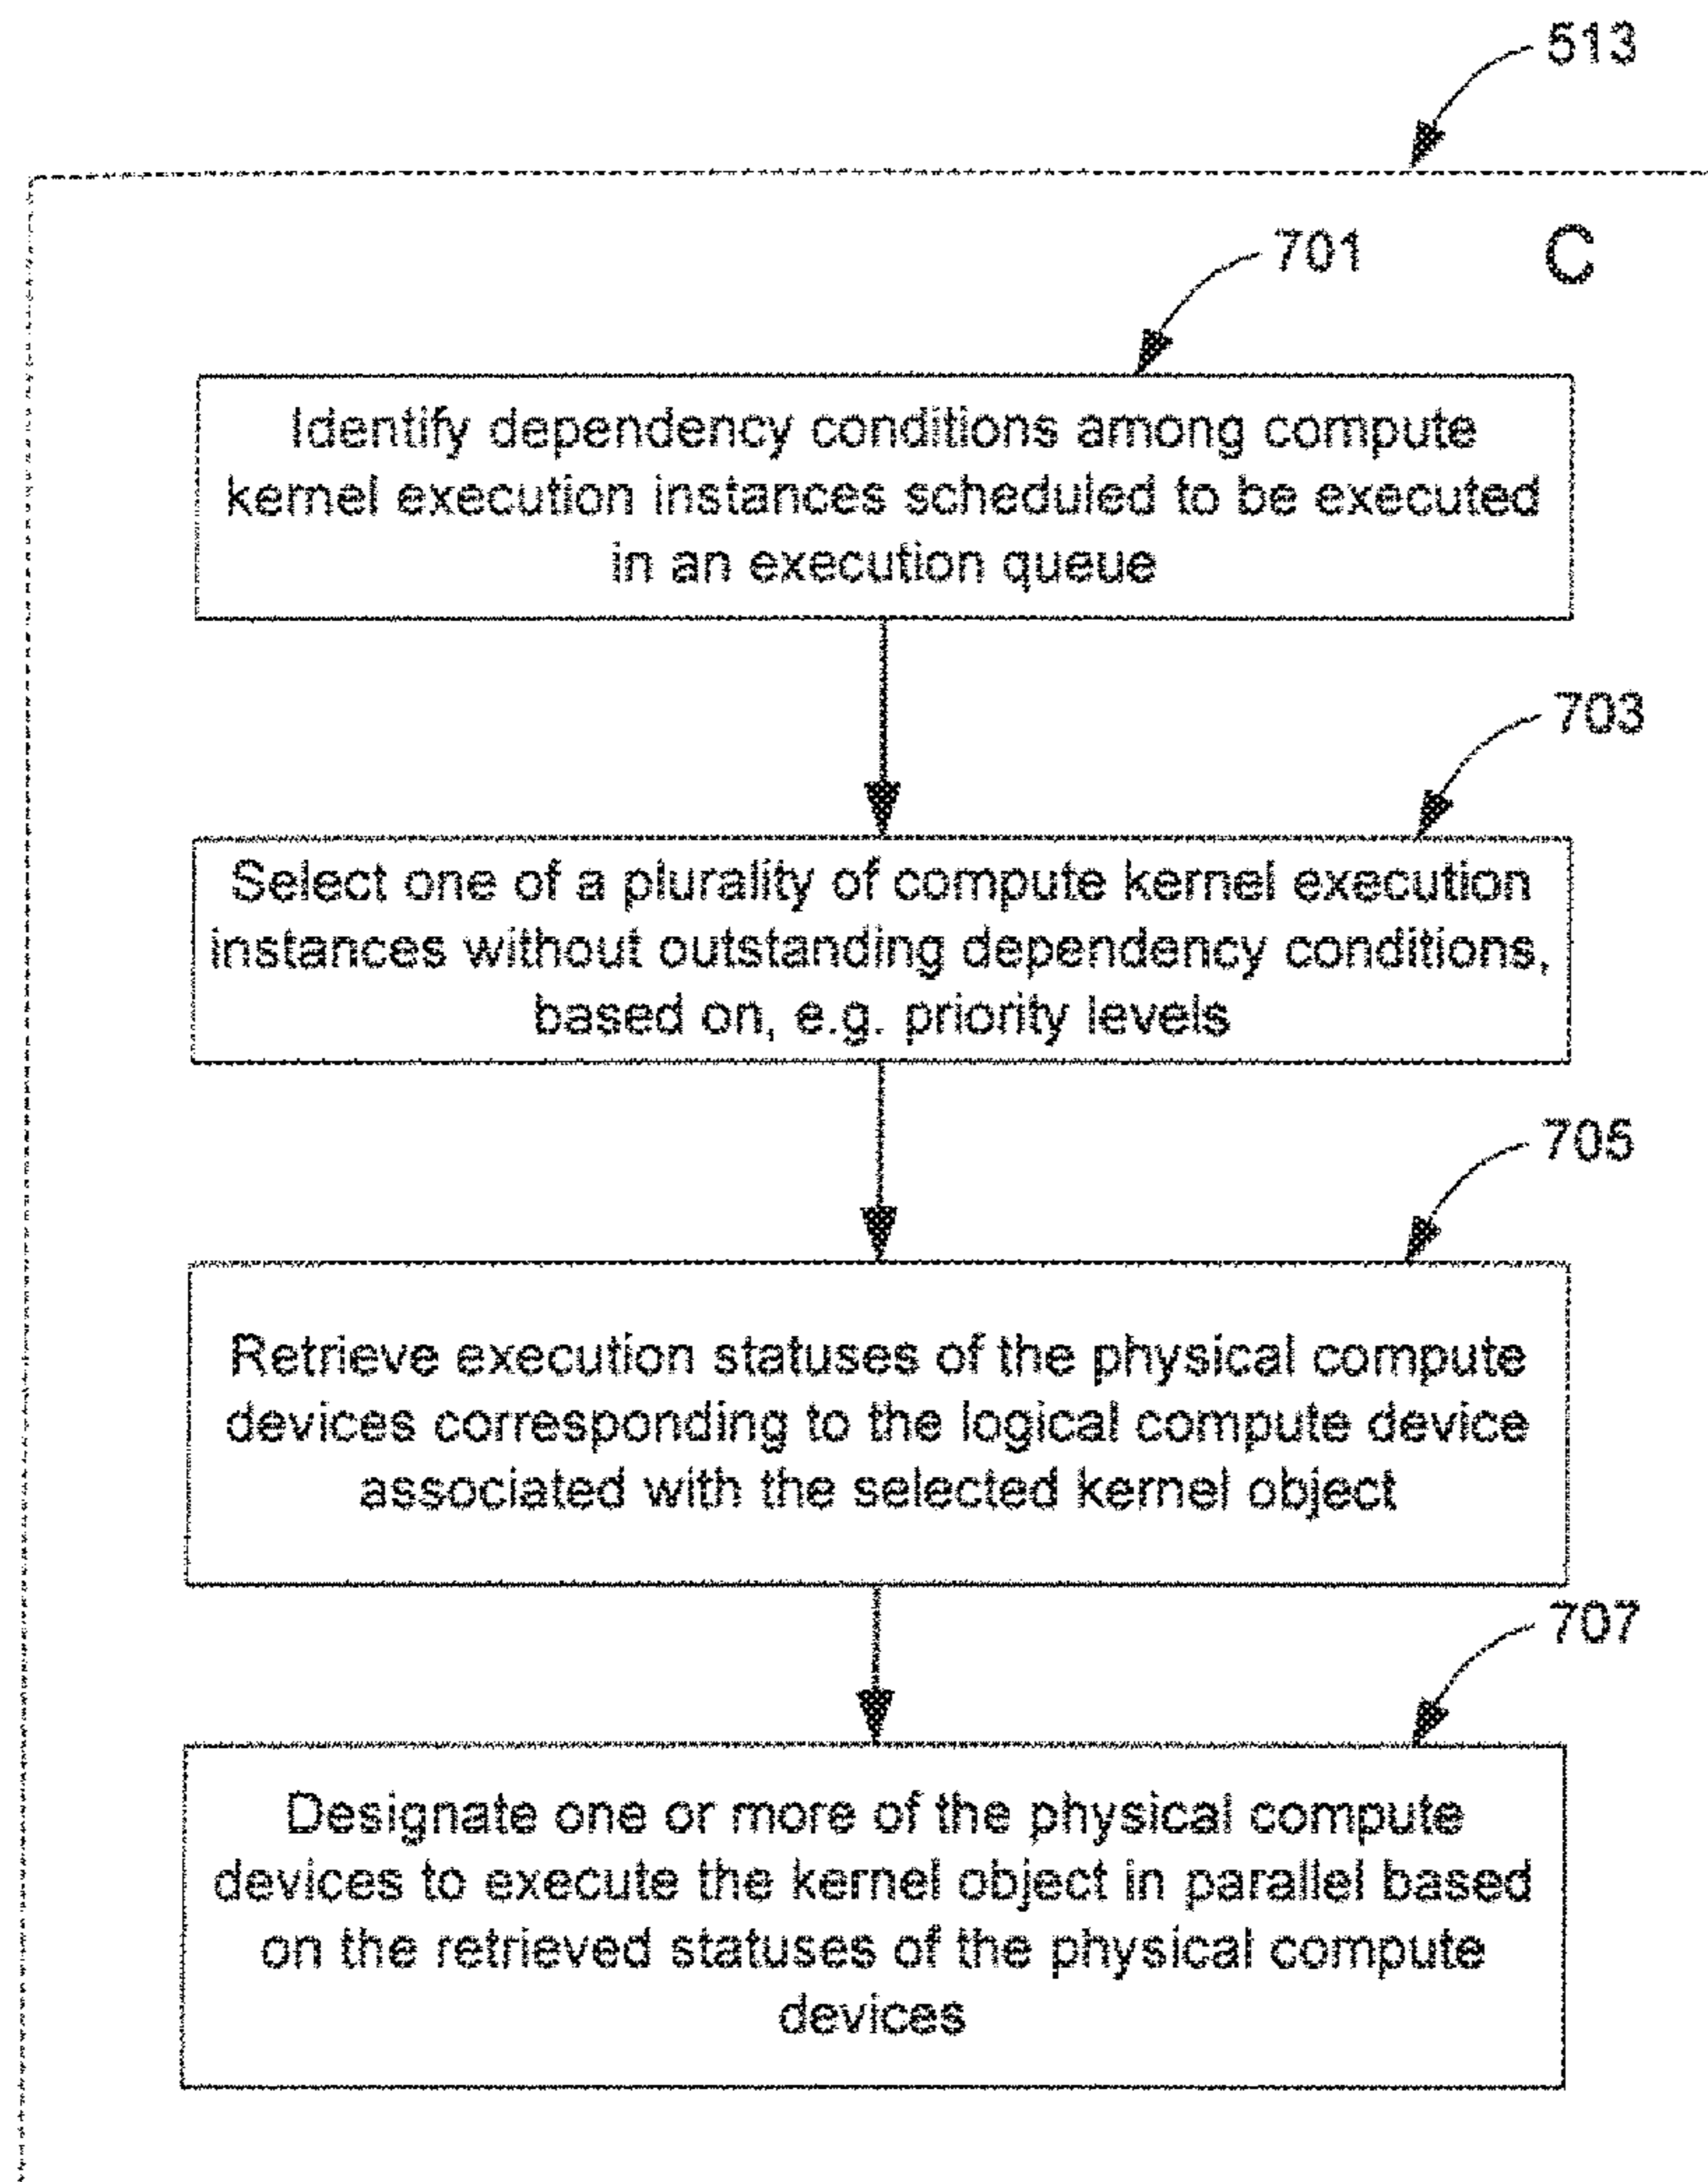 513
C
701
Identify dependency conditions among compute
kernel execution instances scheduled to be executed
in an execution queue
703
Select one of a plurality of compute kernel execution
instances without outstanding dependency conditions,
based on, e.g. priority levels
705
Retrieve execution statuses of the physical compute
devices corresponding to the logical compute device
associated with the selected kernel object
707
Designate one or more of the physical compute
devices to execute the kernel object in parallel based
on the retrieved statuses of the physical compute
devices